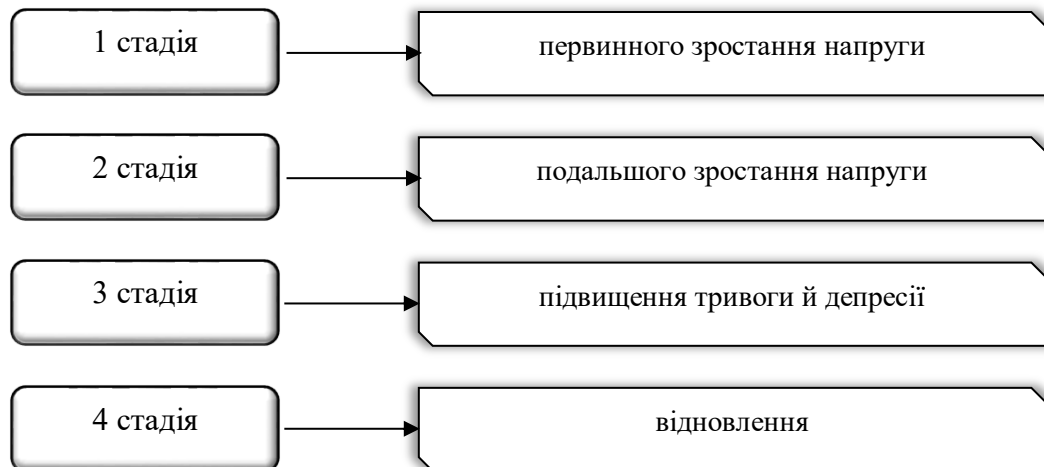 1 стадія
первинного зростання напруги
2 стадія
подальшого зростання напруги
3 стадія
підвищення тривоги й депресії
4 стадія
відновлення